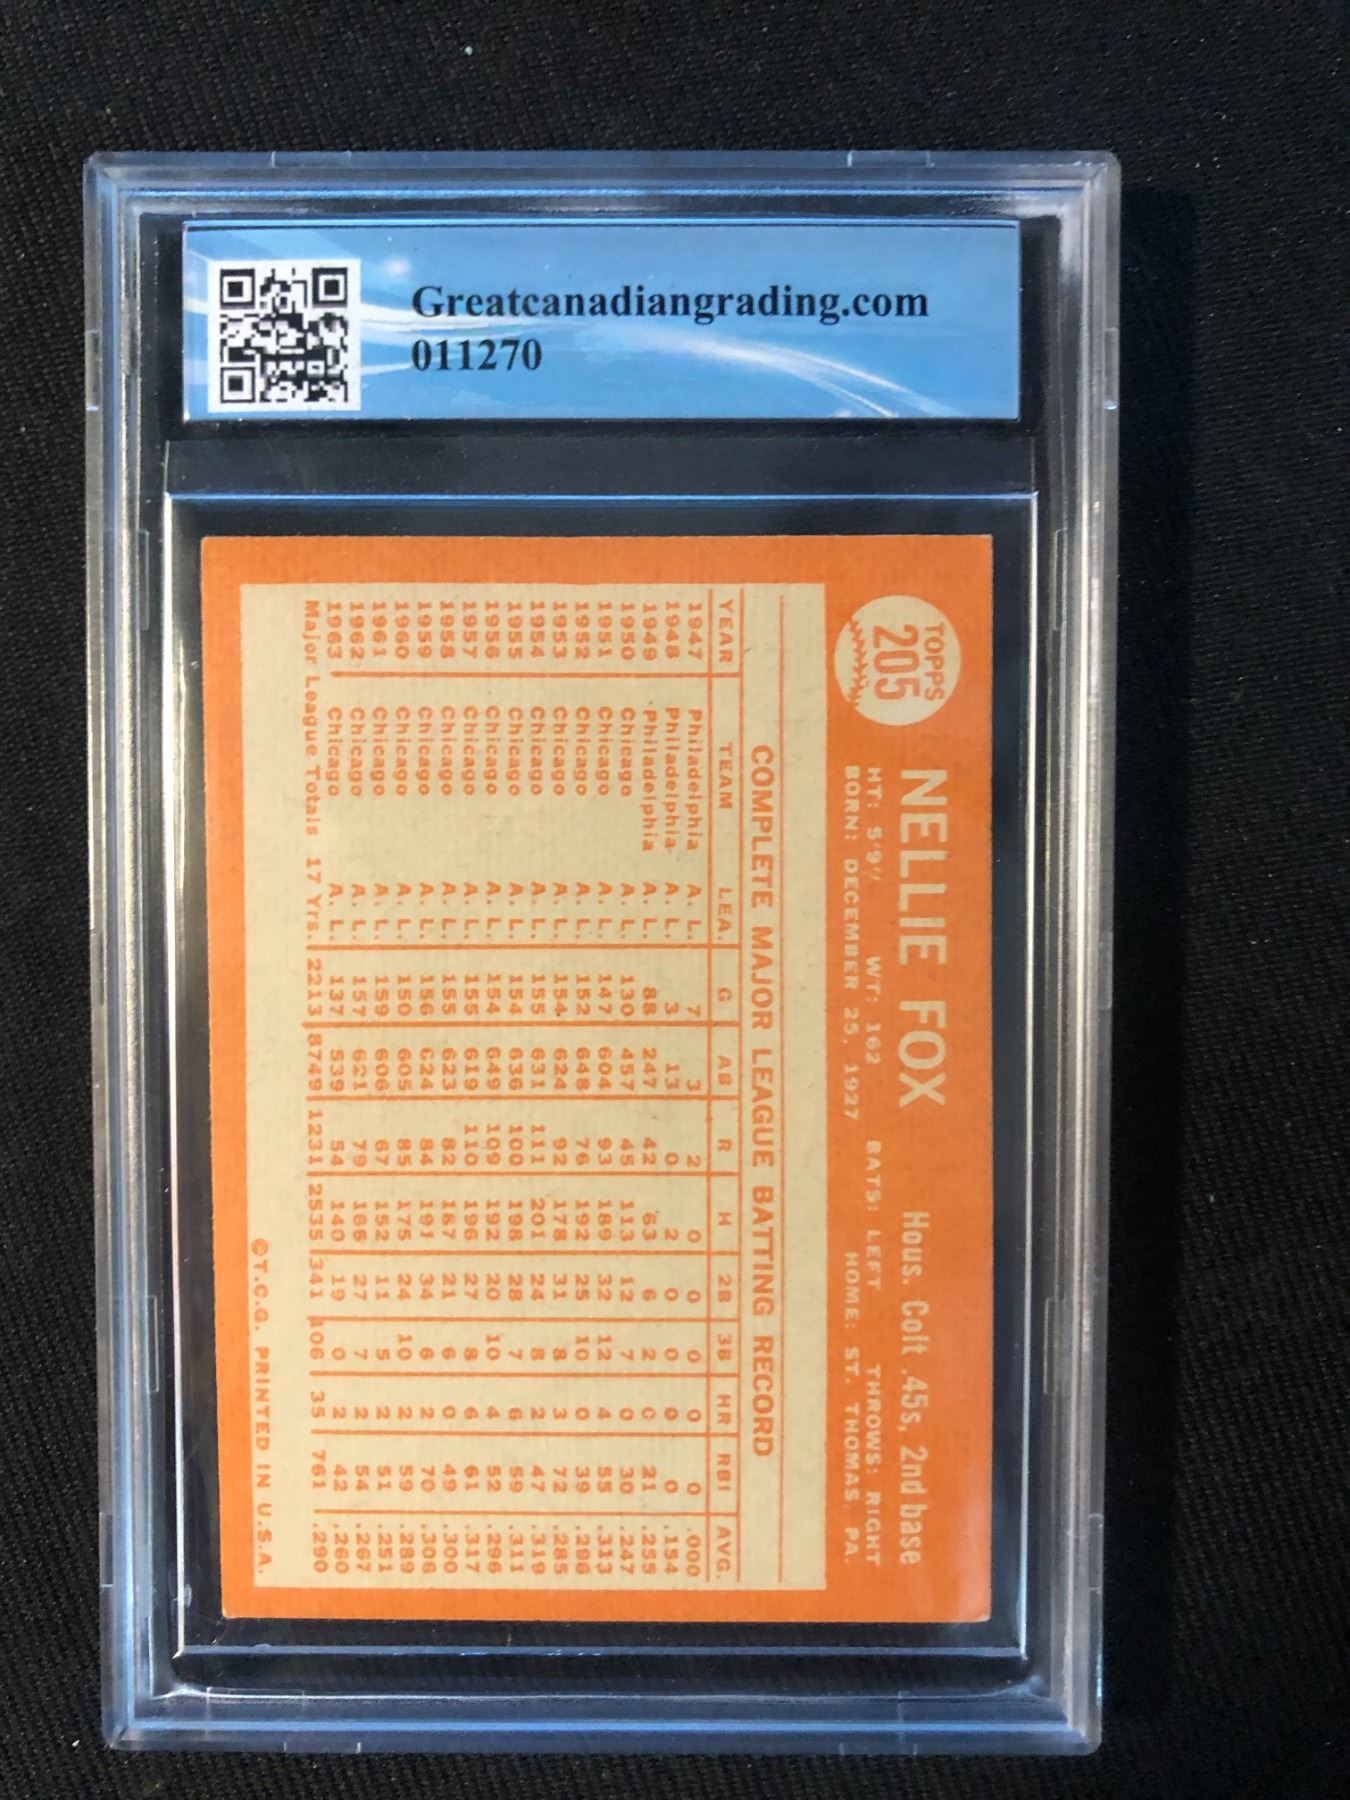 Greatcanadiangrading.com
011270
TOPPS
205
NELLIE FOX Hous. Colt .45s, 2nd base
HT: 5'9" WT: 162 BATS: LEFT THROWS: RIGHT
BORN: DECEMBER 25, 1927 HOME: ST. THOMAS, PA.
COMPLETE MAJOR LEAGUE BATTING RECORD
YEAR TEAM LEA. G AB R H 2B 3B HR RBI AVG.
1947 Philadelphia A. L. 7 3 2 0 0 0 0 0 .000
1948 Philadelphia A. L. 3 13 0 2 0 0 0 0 .154
1949 Philadelphia A. L. 88 247 42 63 6 2 0 21 .255
1950 Chicago A. L. 130 457 45 113 12 7 0 30 .247
1951 Chicago A. L. 147 604 93 189 32 12 4 55 .313
1952 Chicago A. L. 152 648 76 192 25 10 0 39 .296
1953 Chicago A. L. 154 624 92 178 31 8 3 72 .285
1954 Chicago A. L. 155 631 111 201 24 8 2 47 .319
1955 Chicago A. L. 154 636 100 198 28 7 6 59 .311
1956 Chicago A. L. 154 649 109 192 20 10 4 52 .296
1957 Chicago A. L. 155 619 110 196 27 8 6 61 .317
1958 Chicago A. L. 155 623 82 187 21 6 0 49 .300
1959 Chicago A. L. 156 624 84 191 34 6 2 70 .306
1960 Chicago A. L. 150 605 85 175 24 10 2 59 .289
1961 Chicago A. L. 159 606 67 152 11 5 2 51 .251
1962 Chicago A. L. 157 621 79 166 27 7 2 54 .267
1963 Chicago A. L. 137 539 54 140 19 0 2 42 .260
Major League Totals 17 Yrs. 2213 8749 1231 2535 341 106 35 761 .290
©T.C.G. PRINTED IN U.S.A.